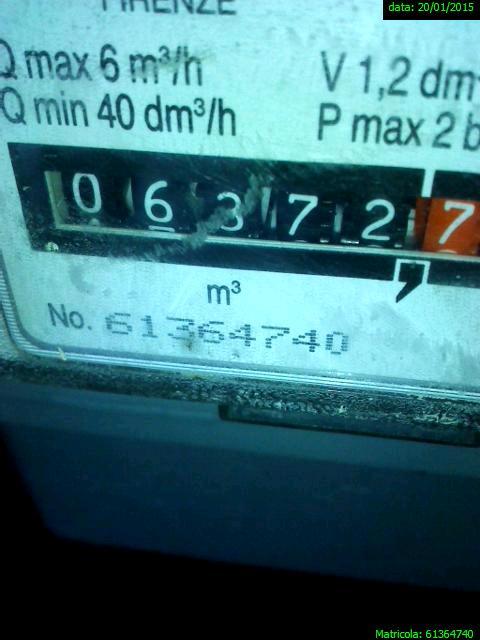 data: 20/01/2015
FIRENZE
Q max 6 m³/h
V 1,2 dm
Q min 40 dm³/h
P max 2 b
0 6 3 7 2 7
m³
No. 61364740
Matricola: 61364740